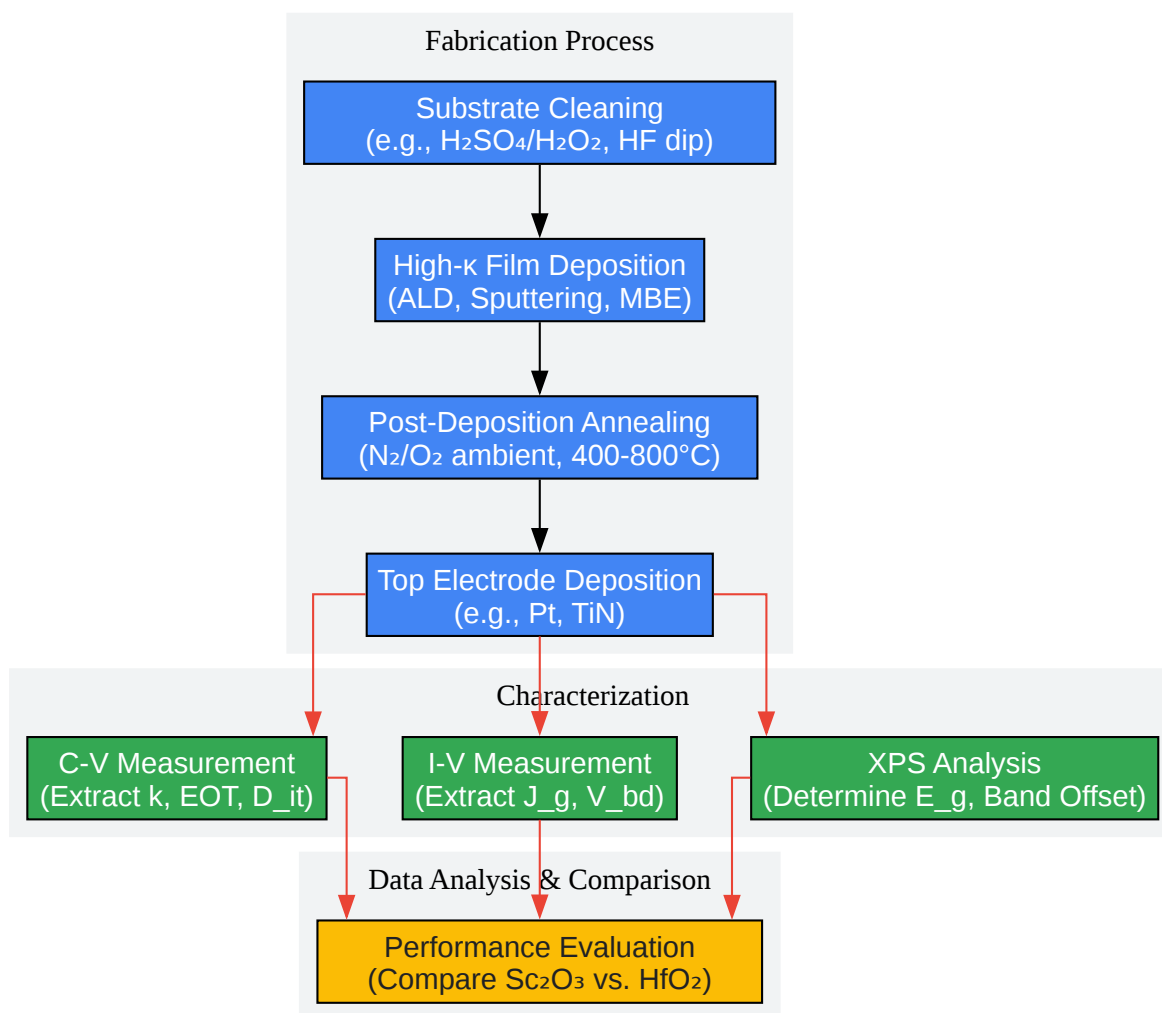 Fabrication Process
Substrate Cleaning
(e.g., H₂SO₄/H₂O₂, HF dip)
High-κ Film Deposition
(ALD, Sputtering, MBE)
Post-Deposition Annealing
(N₂/O₂ ambient, 400-800°C)
Top Electrode Deposition
(e.g., Pt, TiN)
Characterization
C-V Measurement
(Extract k, EOT, D_it)
I-V Measurement
(Extract J_g, V_bd)
XPS Analysis
(Determine E_g, Band Offset)
Data Analysis & Comparison
Performance Evaluation
(Compare Sc₂O₃ vs. HfO₂)